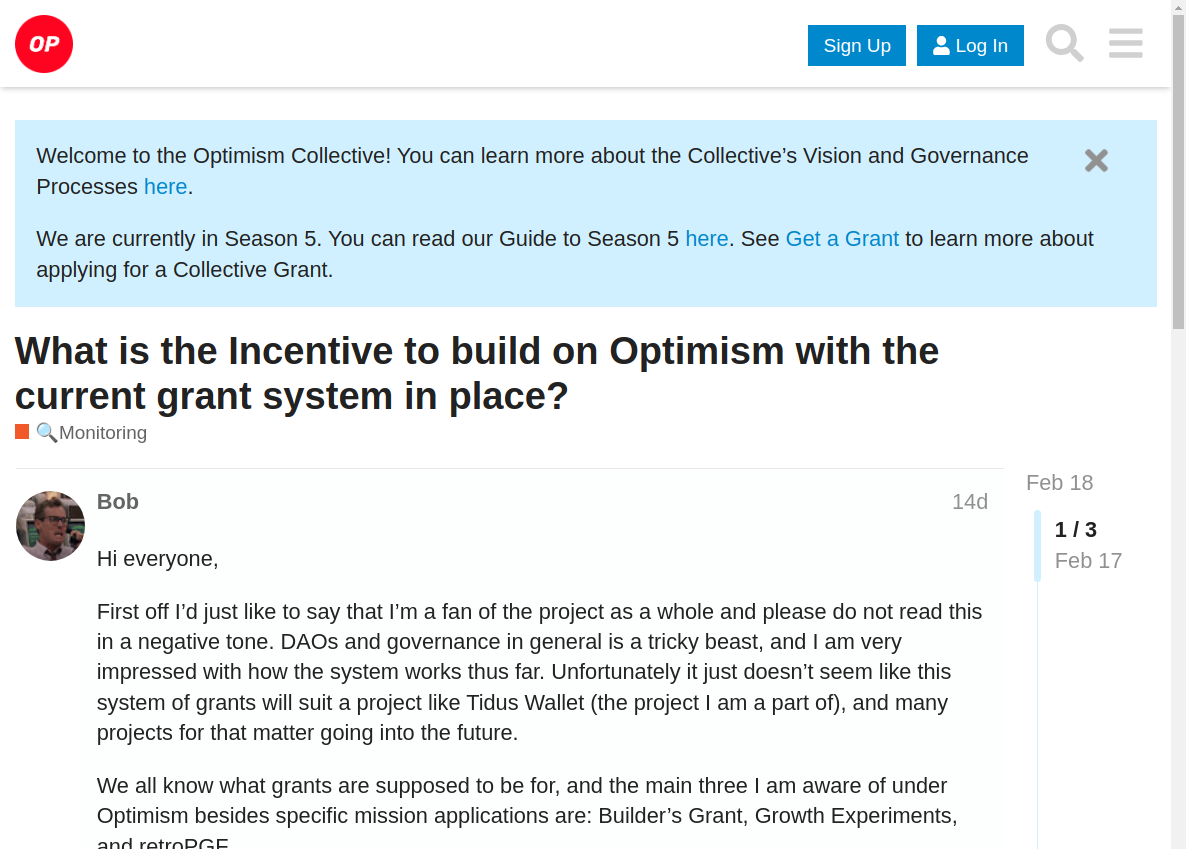 OP
Sign Up
Log In
Welcome to the Optimism Collective! You can learn more about the Collective’s Vision and Governance
Processes here.
We are currently in Season 5. You can read our Guide to Season 5 here. See Get a Grant to learn more about
applying for a Collective Grant.
What is the Incentive to build on Optimism with the
current grant system in place?
🔍Monitoring
Bob
14d
Feb 18
1 / 3
Feb 17
Hi everyone,
First off I’d just like to say that I’m a fan of the project as a whole and please do not read this
in a negative tone. DAOs and governance in general is a tricky beast, and I am very
impressed with how the system works thus far. Unfortunately it just doesn’t seem like this
system of grants will suit a project like Tidus Wallet (the project I am a part of), and many
projects for that matter going into the future.
We all know what grants are supposed to be for, and the main three I am aware of under
Optimism besides specific mission applications are: Builder’s Grant, Growth Experiments,
and retroPGF.